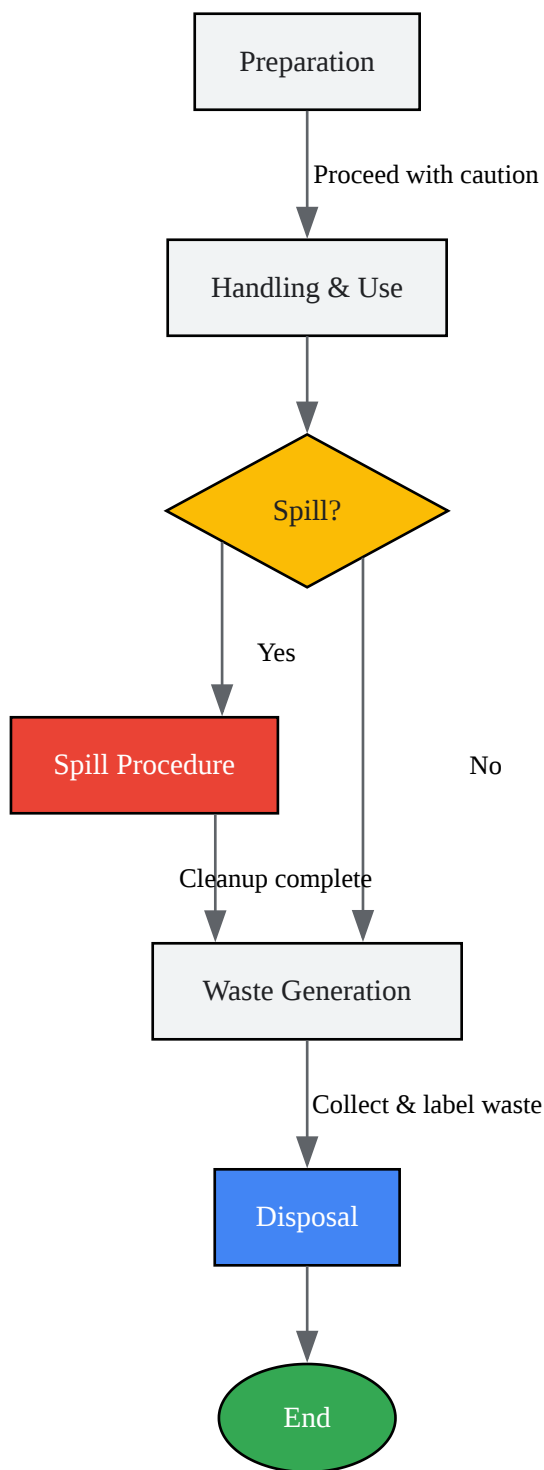 Preparation
Proceed with caution
Handling & Use
Spill?
Yes
Spill Procedure
No
Cleanup complete
Waste Generation
Collect & label waste
Disposal
End